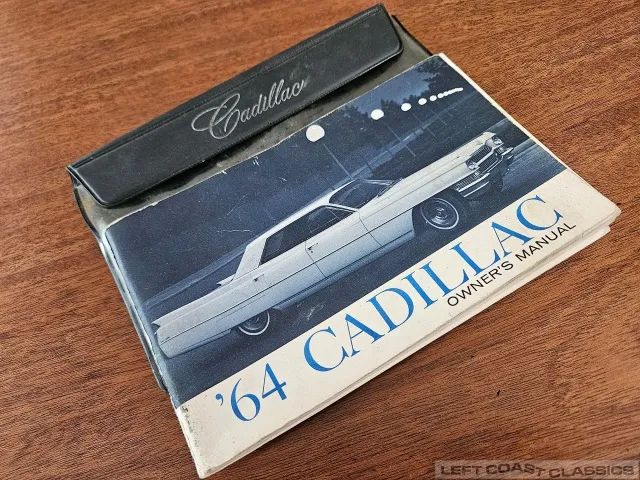 Cadillac
'64 CADILLAC
OWNER'S MANUAL
LEFT COAST CLASSICS